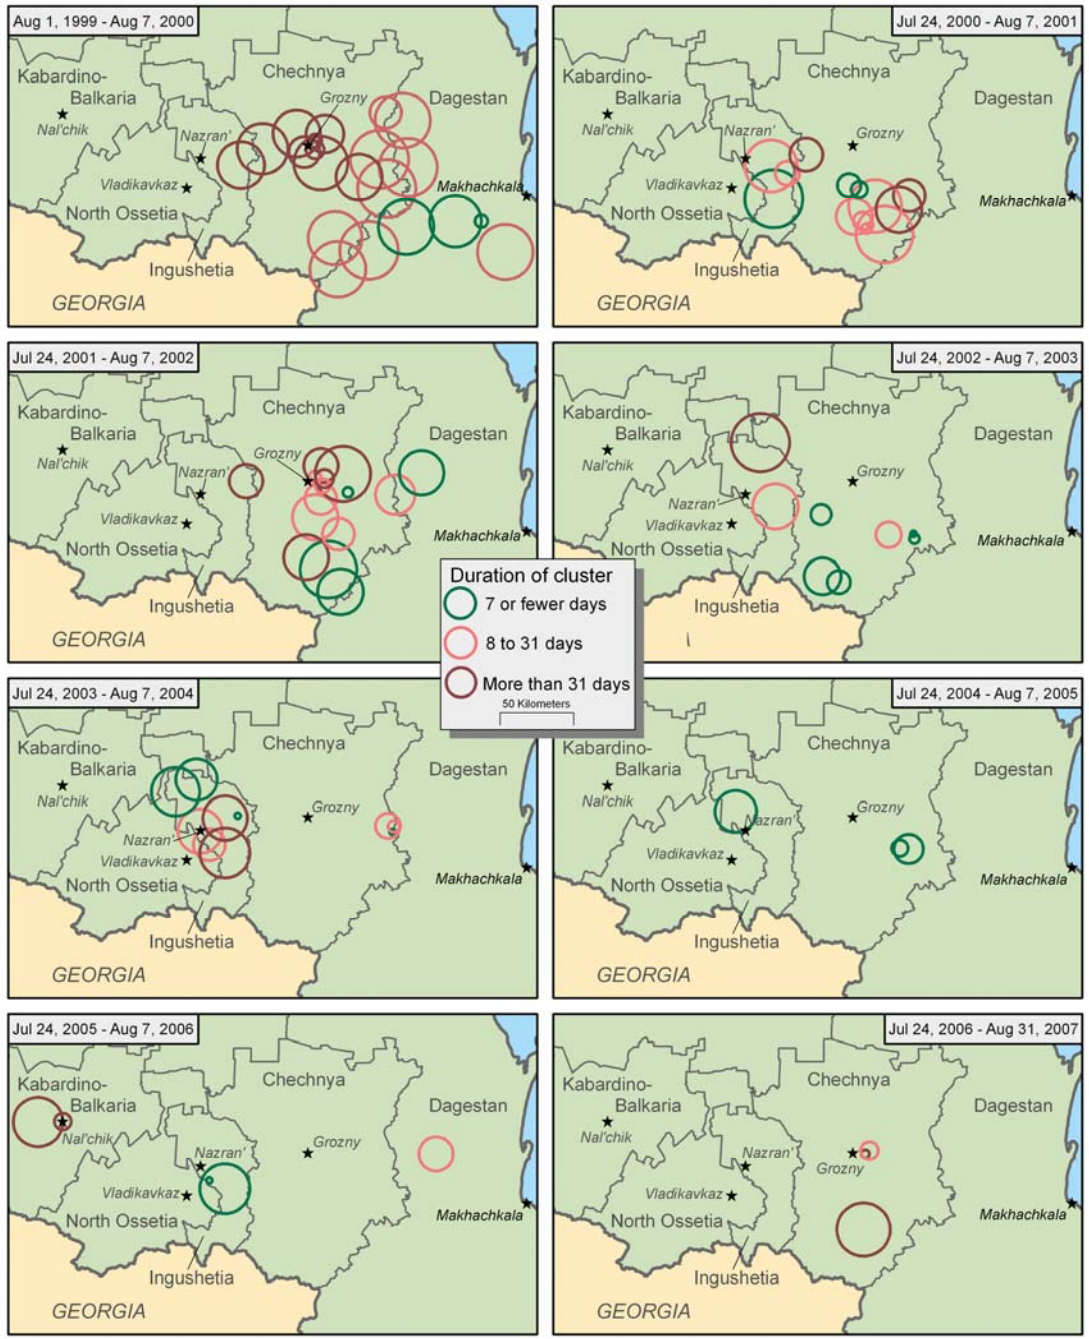 Aug 1, 1999 - Aug 7, 2000
Kabardino-
Balkaria
Nal'chik
Chechnya
Grozny
Dagestan
Nazran'
Vladikavkaz
Makhachkala
North Ossetia
Ingushetia
GEORGIA
Jul 24, 2000 - Aug 7, 2001
Kabardino-
Balkaria
Nal'chik
Chechnya
Dagestan
Nazran'
Grozny
Vladikavkaz
Makhachkala
North Ossetia
Ingushetia
GEORGIA
Jul 24, 2001 - Aug 7, 2002
Kabardino-
Balkaria
Nal'chik
Chechnya
Dagestan
Grozny
Nazran'
Vladikavkaz
Makhachkala
North Ossetia
Ingushetia
GEORGIA
Jul 24, 2002 - Aug 7, 2003
Kabardino-
Balkaria
Nal'chik
Chechnya
Dagestan
Grozny
Nazran'
Vladikavkaz
Makhachkala
North Ossetia
Ingushetia
GEORGIA
Duration of cluster
7 or fewer days
8 to 31 days
More than 31 days
50 Kilometers
Jul 24, 2003 - Aug 7, 2004
Kabardino-
Balkaria
Nal'chik
Chechnya
Dagestan
Grozny
Nazran'
Vladikavkaz
Makhachkala
North Ossetia
Ingushetia
GEORGIA
Jul 24, 2004 - Aug 7, 2005
Kabardino-
Balkaria
Nal'chik
Chechnya
Dagestan
Grozny
Nazran'
Vladikavkaz
Makhachkala
North Ossetia
Ingushetia
GEORGIA
Jul 24, 2005 - Aug 7, 2006
Kabardino-
Balkaria
Nal'chik
Chechnya
Dagestan
Grozny
Nazran'
Vladikavkaz
Makhachkala
North Ossetia
Ingushetia
GEORGIA
Jul 24, 2006 - Aug 31, 2007
Kabardino-
Balkaria
Nal'chik
Chechnya
Dagestan
Nazran'
Grozny
Vladikavkaz
Makhachkala
North Ossetia
Ingushetia
GEORGIA